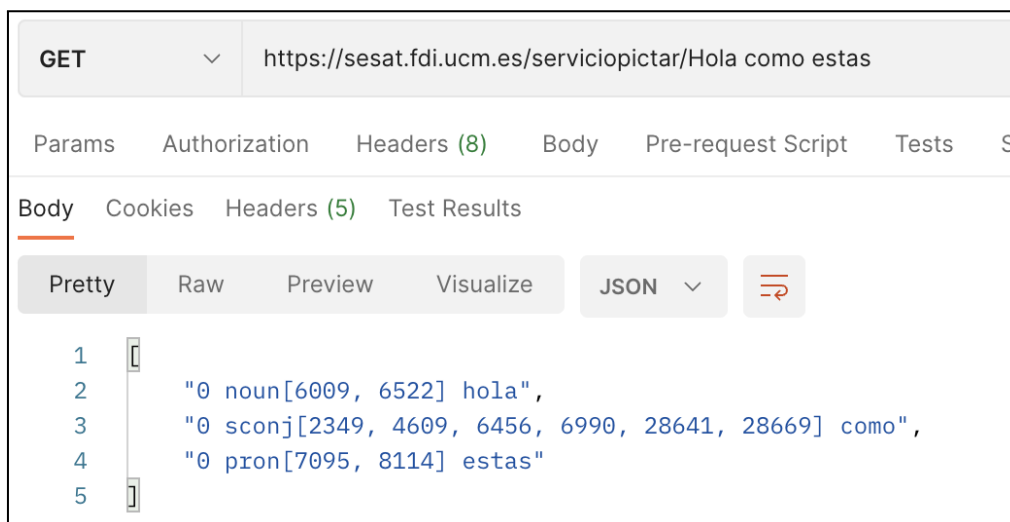 GET https://sesat.fdi.ucm.es/serviciopictar/Hola como estas
Params Authorization Headers (8) Body Pre-request Script Tests S
Body Cookies Headers (5) Test Results
Pretty Raw Preview Visualize JSON
1 [
2 "0 noun[6009, 6522] hola",
3 "0 sconj[2349, 4609, 6456, 6990, 28641, 28669] como",
4 "0 pron[7095, 8114] estas"
5 ]